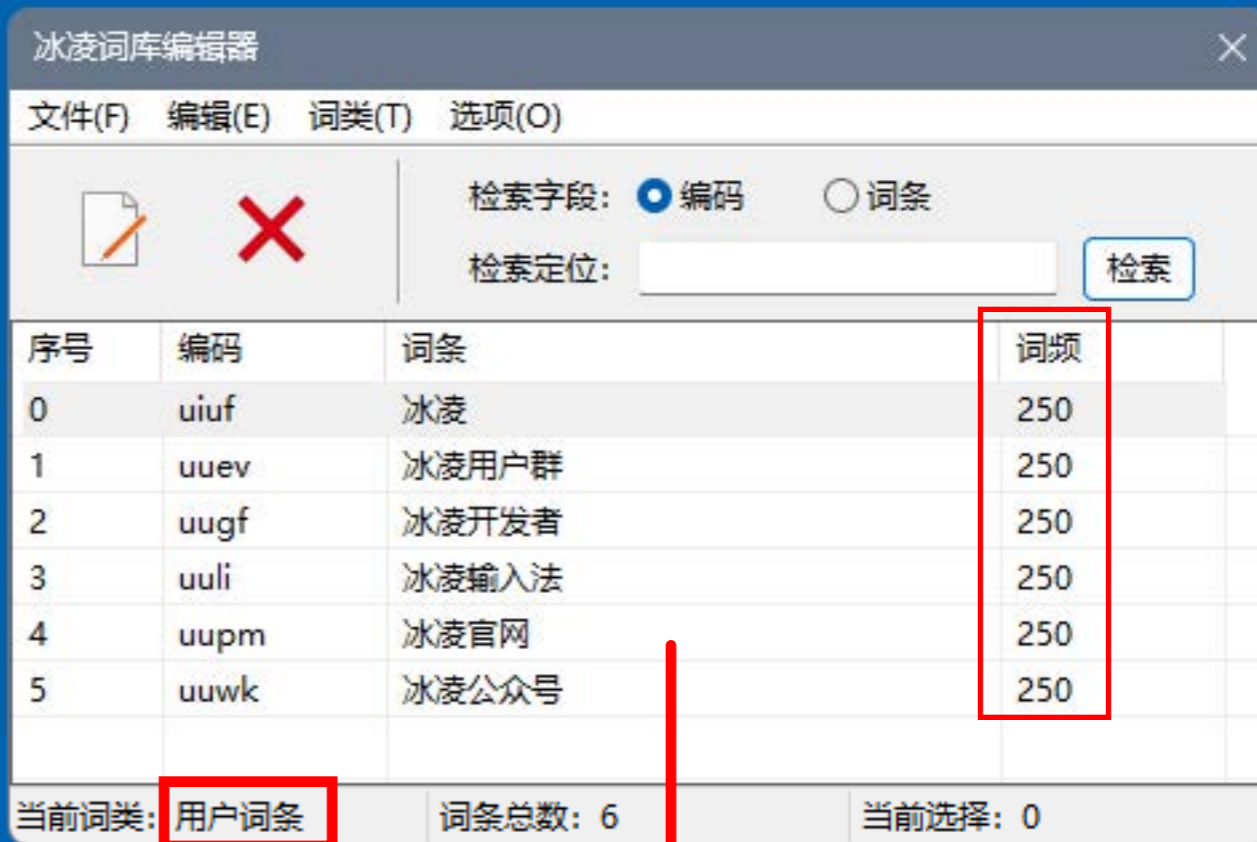 冰凌词库编辑器
文件(F) 编辑(E) 词类(T) 选项(O)
检索字段： 编码 词条
检索定位： 检索
序号 编码 词条 词频
0 uiuf 冰凌 250
1 uuev 冰凌用户群 250
2 uugf 冰凌开发者 250
3 uuli 冰凌输入法 250
4 uupm 冰凌官网 250
5 uuwk 冰凌公众号 250
当前词类： 用户词条 词条总数：6 当前选择：0